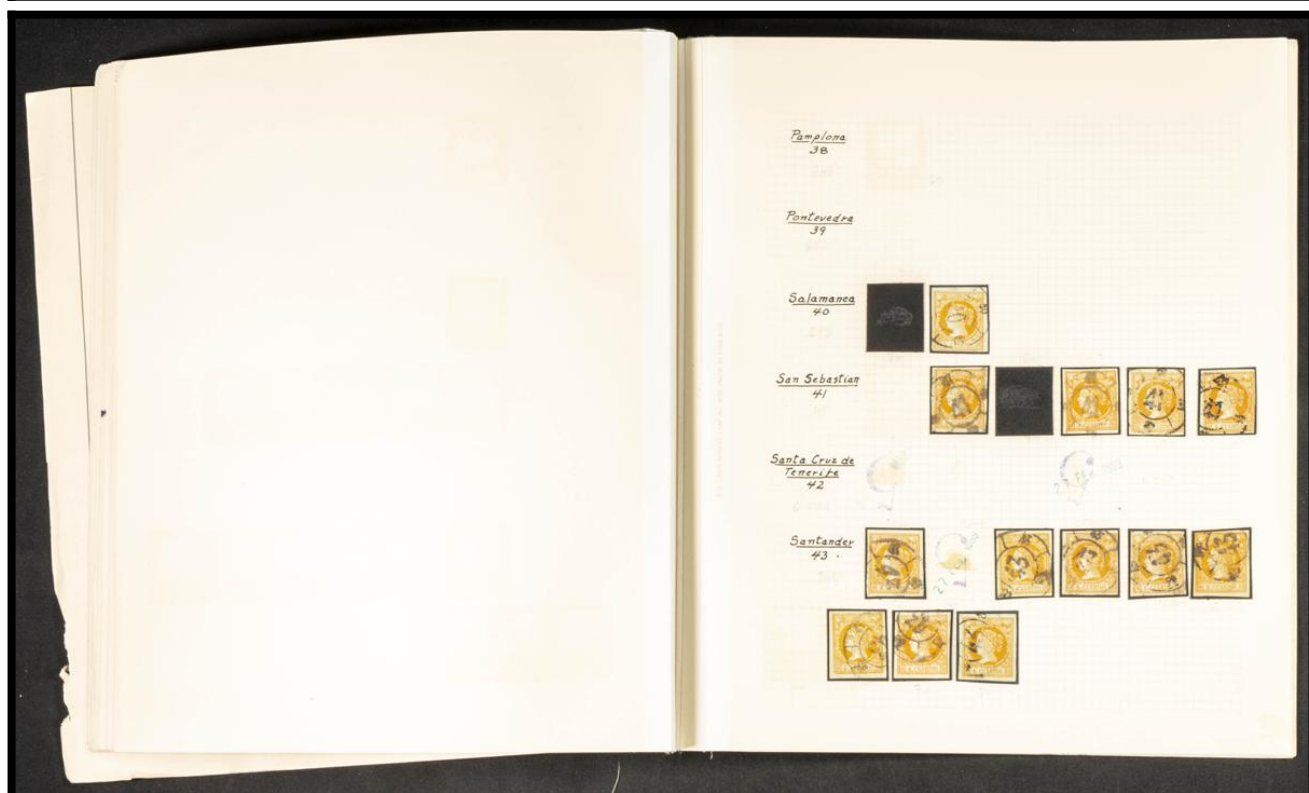 Pamplona
38
Pontevedra
39
Salamanca
40
San Sebastian
41
Santa Cruz de
Tenerife
42
Santander
43